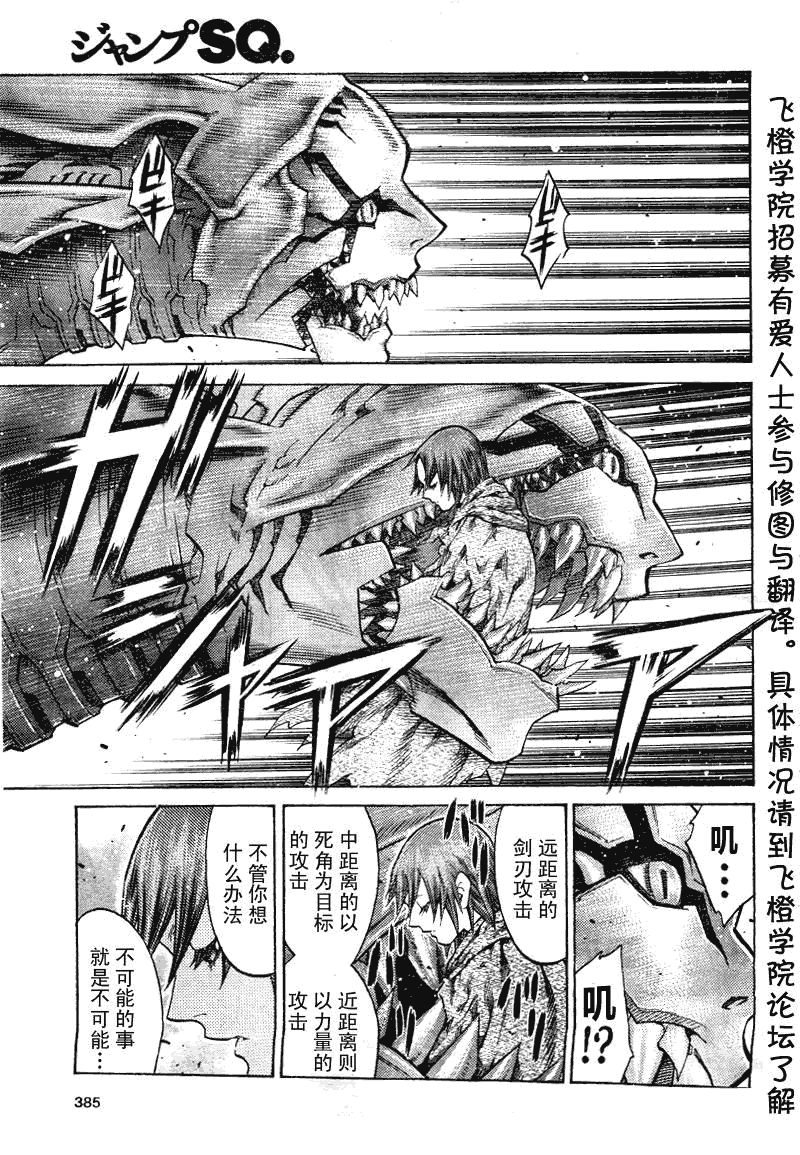 ジャンプSQ.
ビキ
ビキ
ビキ
叽…
叽!?
远距离的
剑刃攻击
中距离的以
死角为目标
的攻击
近距离则
以力量的
攻击
不管你想
什么办法
不可能的事
就是不可能…
385
飞橙学院招募有爱人士参与修图与翻译。具体情况请到飞橙学院论坛了解